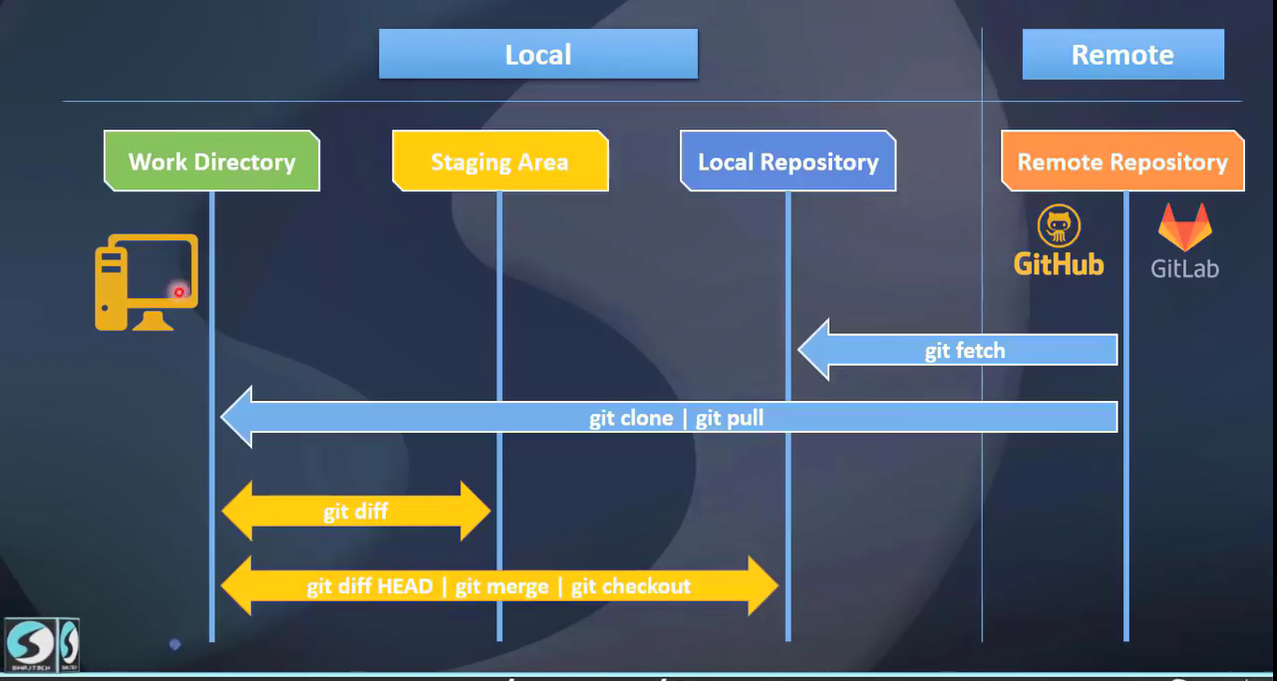 Local
Remote
Work Directory
Staging Area
Local Repository
Remote Repository
GitHub
GitLab
git fetch
git clone | git pull
git diff
git diff HEAD | git merge | git checkout